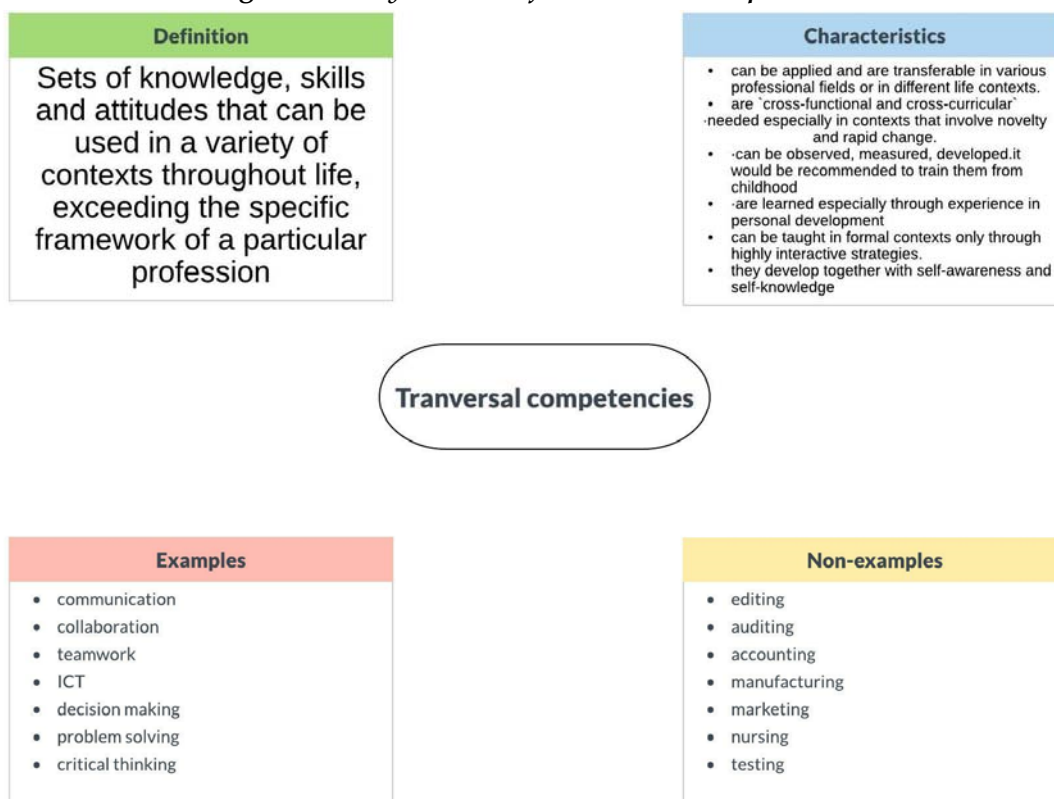 Definition
Sets of knowledge, skills
and attitudes that can be
used in a variety of
contexts throughout life,
exceeding the specific
framework of a particular
profession
Characteristics
• can be applied and are transferable in various
professional fields or in different life contexts.
• are `cross-functional and cross-curricular`
·needed especially in contexts that involve novelty
and rapid change.
• ·can be observed, measured, developed.it
would be recommended to train them from
childhood
• ·are learned especially through experience in
personal development
• can be taught in formal contexts only through
highly interactive strategies.
• they develop together with self-awareness and
self-knowledge
Tranversal competencies
Examples
• communication
• collaboration
• teamwork
• ICT
• decision making
• problem solving
• critical thinking
Non-examples
• editing
• auditing
• accounting
• manufacturing
• marketing
• nursing
• testing